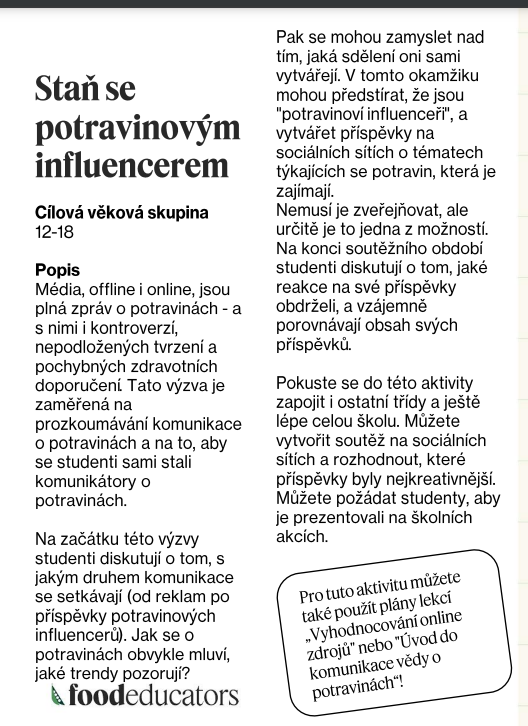 Staň se
potravinovým
influencerem
Cílová věková skupina
12-18
Popis
Média, offline i online, jsou
plná zpráv o potravinách - a
s nimi i kontroverzí,
nepodložených tvrzení a
pochybných zdravotních
doporučení. Tato výzva je
zaměřená na
prozkoumávání komunikace
o potravinách a na to, aby
se studenti sami stali
komunikátory o
potravinách.
Na začátku této výzvy
studenti diskutují o tom, s
jakým druhem komunikace
se setkávají (od reklam po
příspěvky potravinových
influencerů). Jak se o
potravinách obvykle mluví,
jaké trendy pozorují?
foodeducators
Pak se mohou zamyslet nad
tím, jaká sdělení oni sami
vytvářejí. V tomto okamžiku
mohou předstírat, že jsou
"potravinoví influenceři", a
vytvářet příspěvky na
sociálních sítích o tématech
týkajících se potravin, která je
zajímají.
Nemusí je zveřejňovat, ale
určitě je to jedna z možností.
Na konci soutěžního období
studenti diskutují o tom, jaké
reakce na své příspěvky
obdrželi, a vzájemně
porovnávají obsah svých
příspěvků.
Pokuste se do této aktivity
zapojit i ostatní třídy a ještě
lépe celou školu. Můžete
vytvořit soutěž na sociálních
sítích a rozhodnout, které
příspěvky byly nejkreativnější.
Můžete požádat studenty, aby
je prezentovali na školních
akcích.
Pro tuto aktivitu můžete
také použít plány lekcí
„Vyhodnocování online
zdrojů" nebo "Úvod do
komunikace vědy o
potravinách“!